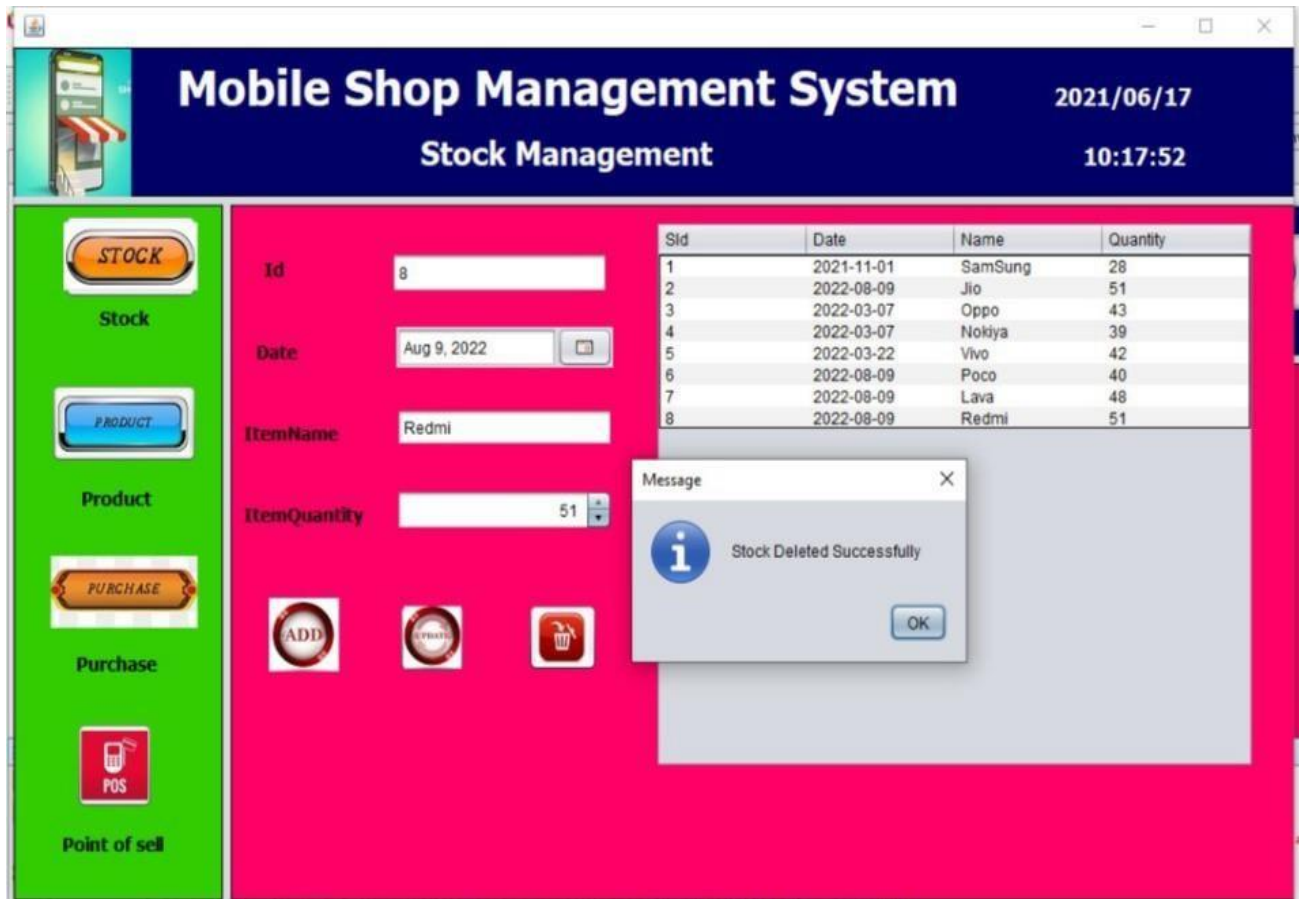 Mobile Shop Management System
2021/06/17
Stock Management
10:17:52
STOCK
Stock
PRODUCT
Product
PURCHASE
Purchase
POS
Point of sell
Id
8
Date
Aug 9, 2022
ItemName
Redmi
ItemQuantity
51
ADD
UPDATE
SId Date Name Quantity
1 2021-11-01 SamSung 28
2 2022-08-09 Jio 51
3 2022-03-07 Oppo 43
4 2022-03-07 Nokiya 39
5 2022-03-22 Vivo 42
6 2022-08-09 Poco 40
7 2022-08-09 Lava 48
8 2022-08-09 Redmi 51
Message
Stock Deleted Successfully
OK